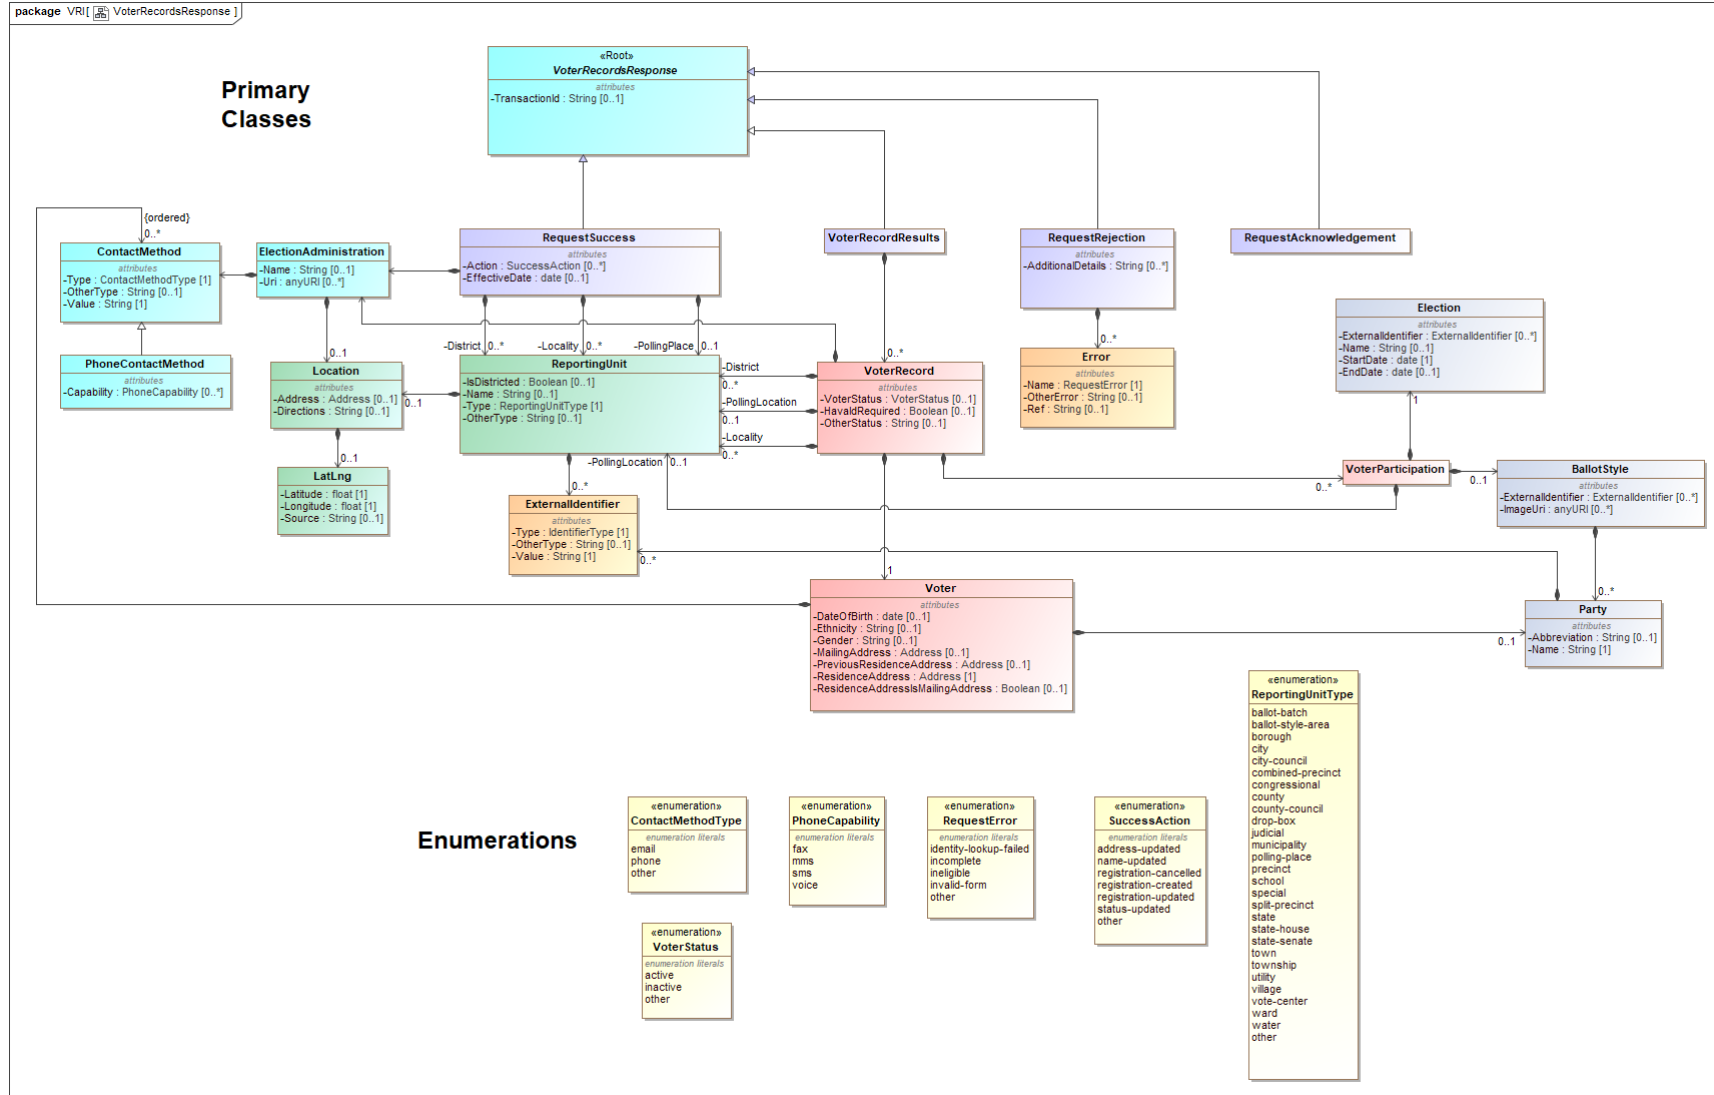 package VRI[ VoterRecordsResponse ]
Primary
Classes
«Root»
VoterRecordsResponse
attributes
-TransactionId : String [0..1]
{ordered}
0..*
ContactMethod
attributes
-Type : ContactMethodType [1]
-OtherType : String [0..1]
-Value : String [1]
ElectionAdministration
-Name : String [0..1]
-Uri : anyURI [0..*]
RequestSuccess
attributes
-Action : SuccessAction [0..*]
-EffectiveDate : date [0..1]
VoterRecordResults
RequestRejection
attributes
-AdditionalDetails : String [0..*]
RequestAcknowledgement
PhoneContactMethod
attributes
-Capability : PhoneCapability [0..*]
0..1
Location
attributes
-Address : Address [0..1]
-Directions : String [0..1]
0..1
-District 0..*
-Locality 0..*
-PollingPlace 0..1
ReportingUnit
attributes
-IsDistricted : Boolean [0..1]
-Name : String [0..1]
-Type : ReportingUnitType [1]
-OtherType : String [0..1]
-District
0..*
-PollingLocation
0..1
-Locality
0..*
0..*
VoterRecord
attributes
-VoterStatus : VoterStatus [0..1]
-HavaIdRequired : Boolean [0..1]
-OtherStatus : String [0..1]
0..*
Error
attributes
-Name : RequestError [1]
-OtherError : String [0..1]
-Ref : String [0..1]
Election
attributes
-ExternalIdentifier : ExternalIdentifier [0..*]
-Name : String [0..1]
-StartDate : date [1]
-EndDate : date [0..1]
1
0..1
LatLng
-Latitude : float [1]
-Longitude : float [1]
-Source : String [0..1]
-PollingLocation 0..1
0..*
ExternalIdentifier
attributes
-Type : IdentifierType [1]
-OtherType : String [0..1]
-Value : String [1]
0..*
0..*
VoterParticipation
0..1
BallotStyle
attributes
-ExternalIdentifier : ExternalIdentifier [0..*]
-ImageUri : anyURI [0..*]
1
Voter
attributes
-DateOfBirth : date [0..1]
-Ethnicity : String [0..1]
-Gender : String [0..1]
-MailingAddress : Address [0..1]
-PreviousResidenceAddress : Address [0..1]
-ResidenceAddress : Address [1]
-ResidenceAddressIsMailingAddress : Boolean [0..1]
0..*
0..1
Party
attributes
-Abbreviation : String [0..1]
-Name : String [1]
Enumerations
«enumeration»
ContactMethodType
enumeration literals
email
phone
other
«enumeration»
PhoneCapability
enumeration literals
fax
mms
sms
voice
«enumeration»
RequestError
enumeration literals
identity-lookup-failed
incomplete
ineligible
invalid-form
other
«enumeration»
SuccessAction
enumeration literals
address-updated
name-updated
registration-cancelled
registration-created
registration-updated
status-updated
other
«enumeration»
VoterStatus
enumeration literals
active
inactive
other
«enumeration»
ReportingUnitType
ballot-batch
ballot-style-area
borough
city
city-council
combined-precinct
congressional
county
county-council
drop-box
judicial
municipality
polling-place
precinct
school
special
split-precinct
state
state-house
state-senate
town
township
utility
village
vote-center
ward
water
other